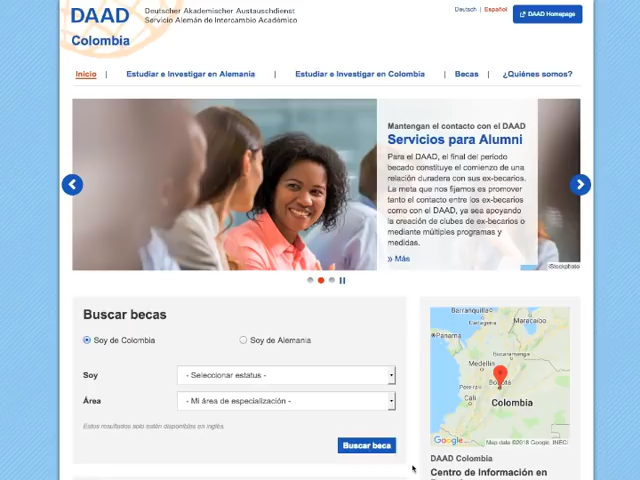 DAAD
Deutscher Akademischer Austauschdienst
Servicio Alemán de Intercambio Académico
Colombia
Deutsch | Español
DAAD Homepage
Inicio | Estudiar e Investigar en Alemania | Estudiar e Investigar en Colombia | Becas | ¿Quiénes somos?
Mantengan el contacto con el DAAD
Servicios para Alumni
Para el DAAD, el final del período
becado constituye el comienzo de una
relación duradera con sus ex-becarios.
La meta que nos fijamos es promover
tanto el contacto entre los ex-becarios
como con el DAAD, ya sea apoyando
la creación de clubes de ex-becarios o
mediante múltiples programas y
medidas.
» Más
iStockphoto
Buscar becas
Soy de Colombia
Soy de Alemania
Soy
- Seleccionar estatus -
Área
- Mi área de especialización -
Estos resultados solo están disponibles en inglés.
Buscar beca
Barranquilla
Cartagena
Maracaibo
Panama
Bucaramanga
Medellin
Pereira
Bogotá
Cali
Colombia
Google
Map data ©2018 Google, INEGI
DAAD Colombia
Centro de Información en